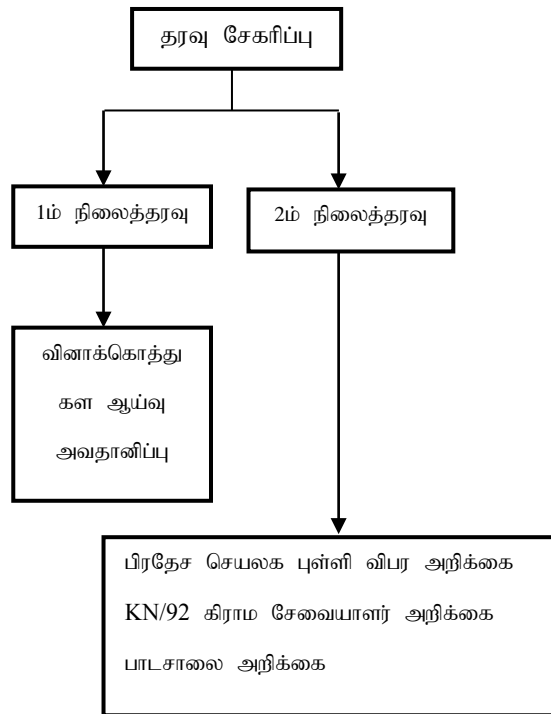 தரவு சேகரிப்பு
1ம் நிலைத்தரவு
2ம் நிலைத்தரவு
வினாக்கொத்து
கள ஆய்வு
அவதானிப்பு
பிரதேச செயலக புள்ளி விபர அறிக்கை
KN/92 கிராம சேவையாளர் அறிக்கை
பாடசாலை அறிக்கை